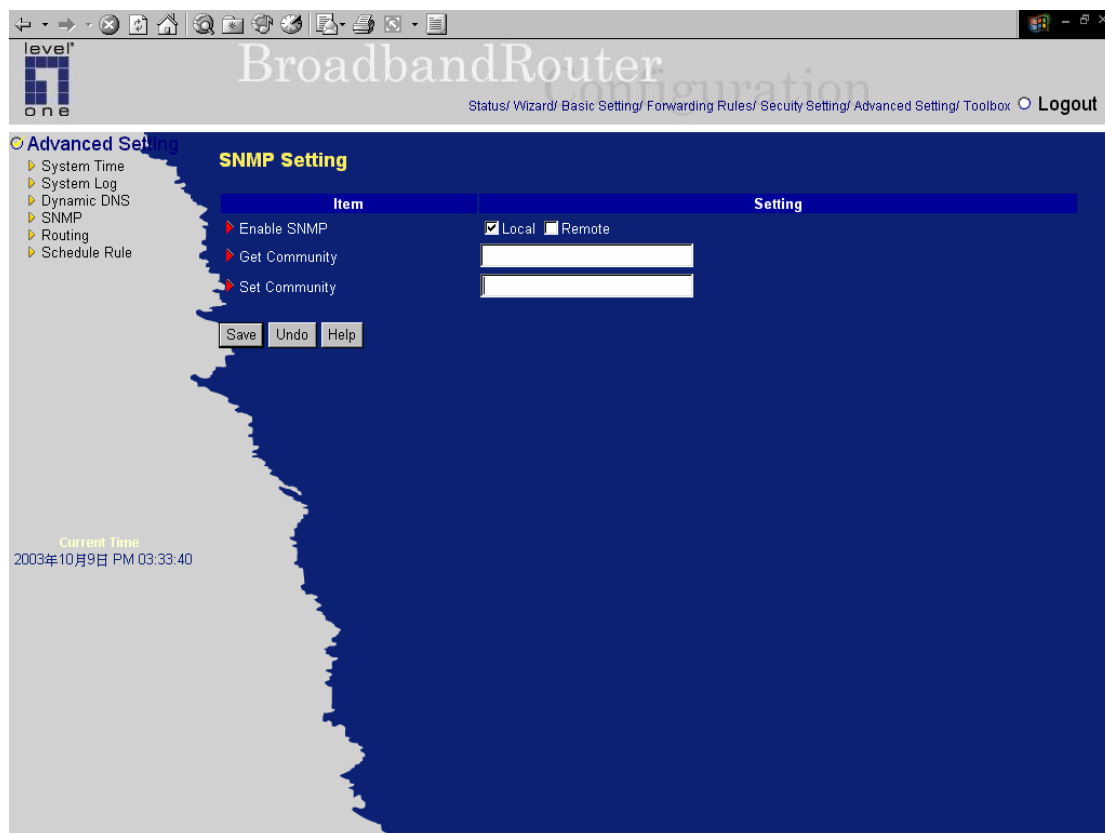 level
one
BroadbandRouter
Configuration
Status/ Wizard/ Basic Setting/ Forwarding Rules/ Secuity Setting/ Advanced Setting/ Toolbox Logout
Advanced Setting
System Time
System Log
Dynamic DNS
SNMP
Routing
Schedule Rule
SNMP Setting
Item Setting
Enable SNMP Local Remote
Get Community
Set Community
Save Undo Help
Current Time
2003年10月9日 PM 03:33:40